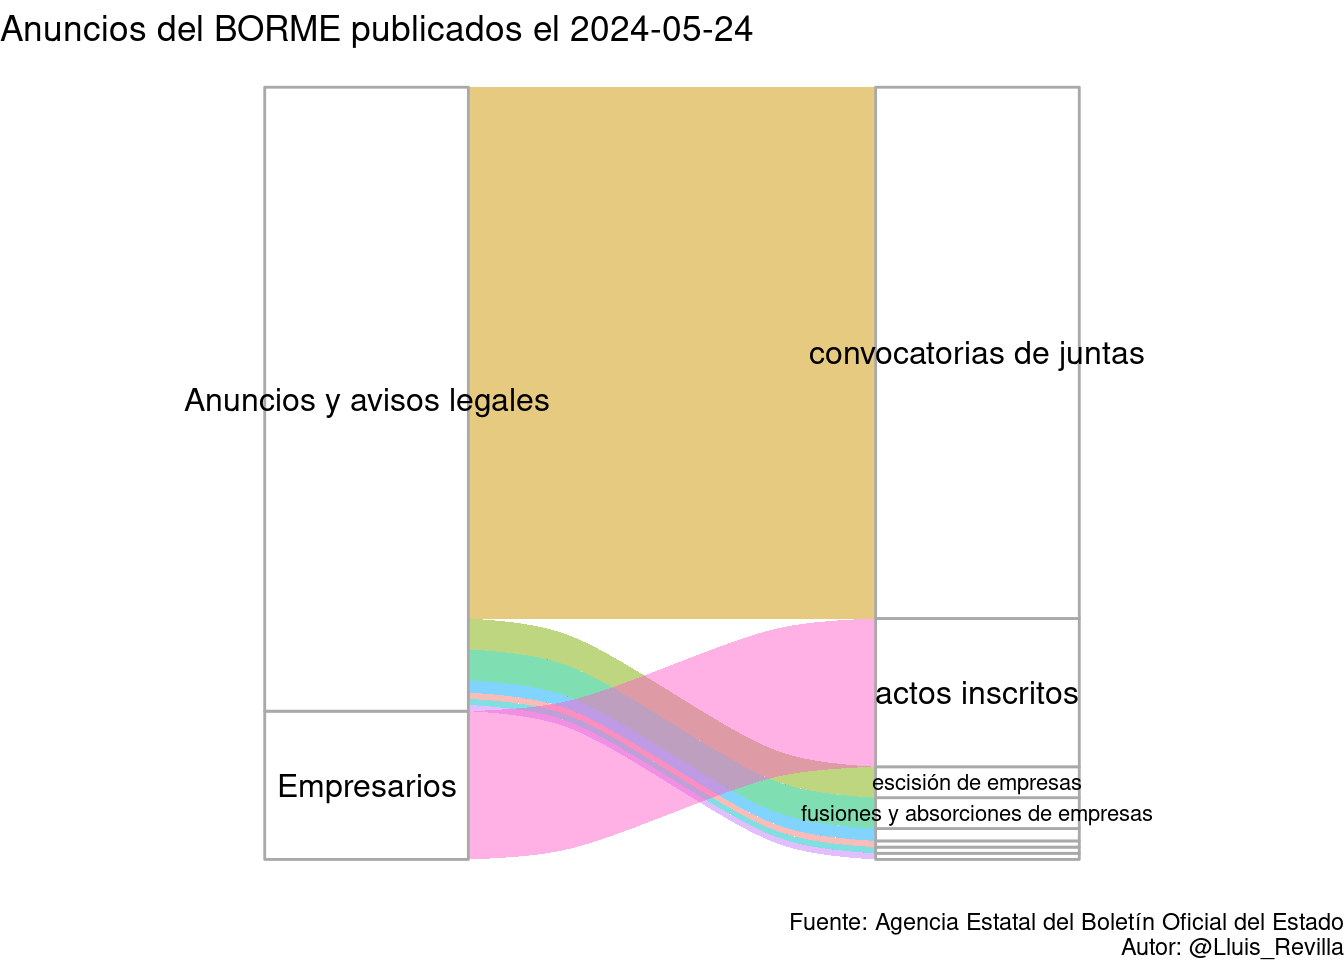 Anuncios del BORME publicados el 2024-05-24
convocatorias de juntas
Anuncios y avisos legales
actos inscritos
Empresarios
escisión de empresas
fusiones y absorciones de empresas
Fuente: Agencia Estatal del Boletín Oficial del Estado
Autor: @Lluis_Revilla